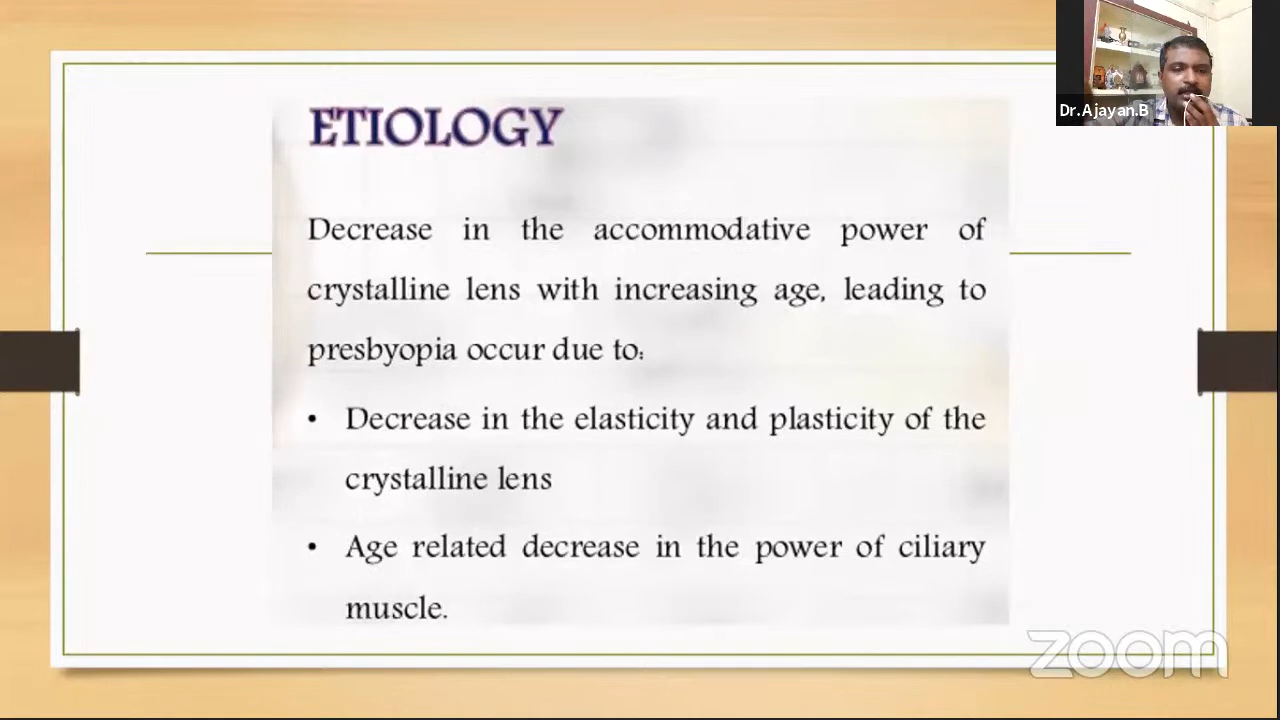 Dr.Ajayan.B
ETIOLOGY
Decrease in the accommodative power of
crystalline lens with increasing age, leading to
presbyopia occur due to:
• Decrease in the elasticity and plasticity of the
crystalline lens
• Age related decrease in the power of ciliary
muscle.
zoom